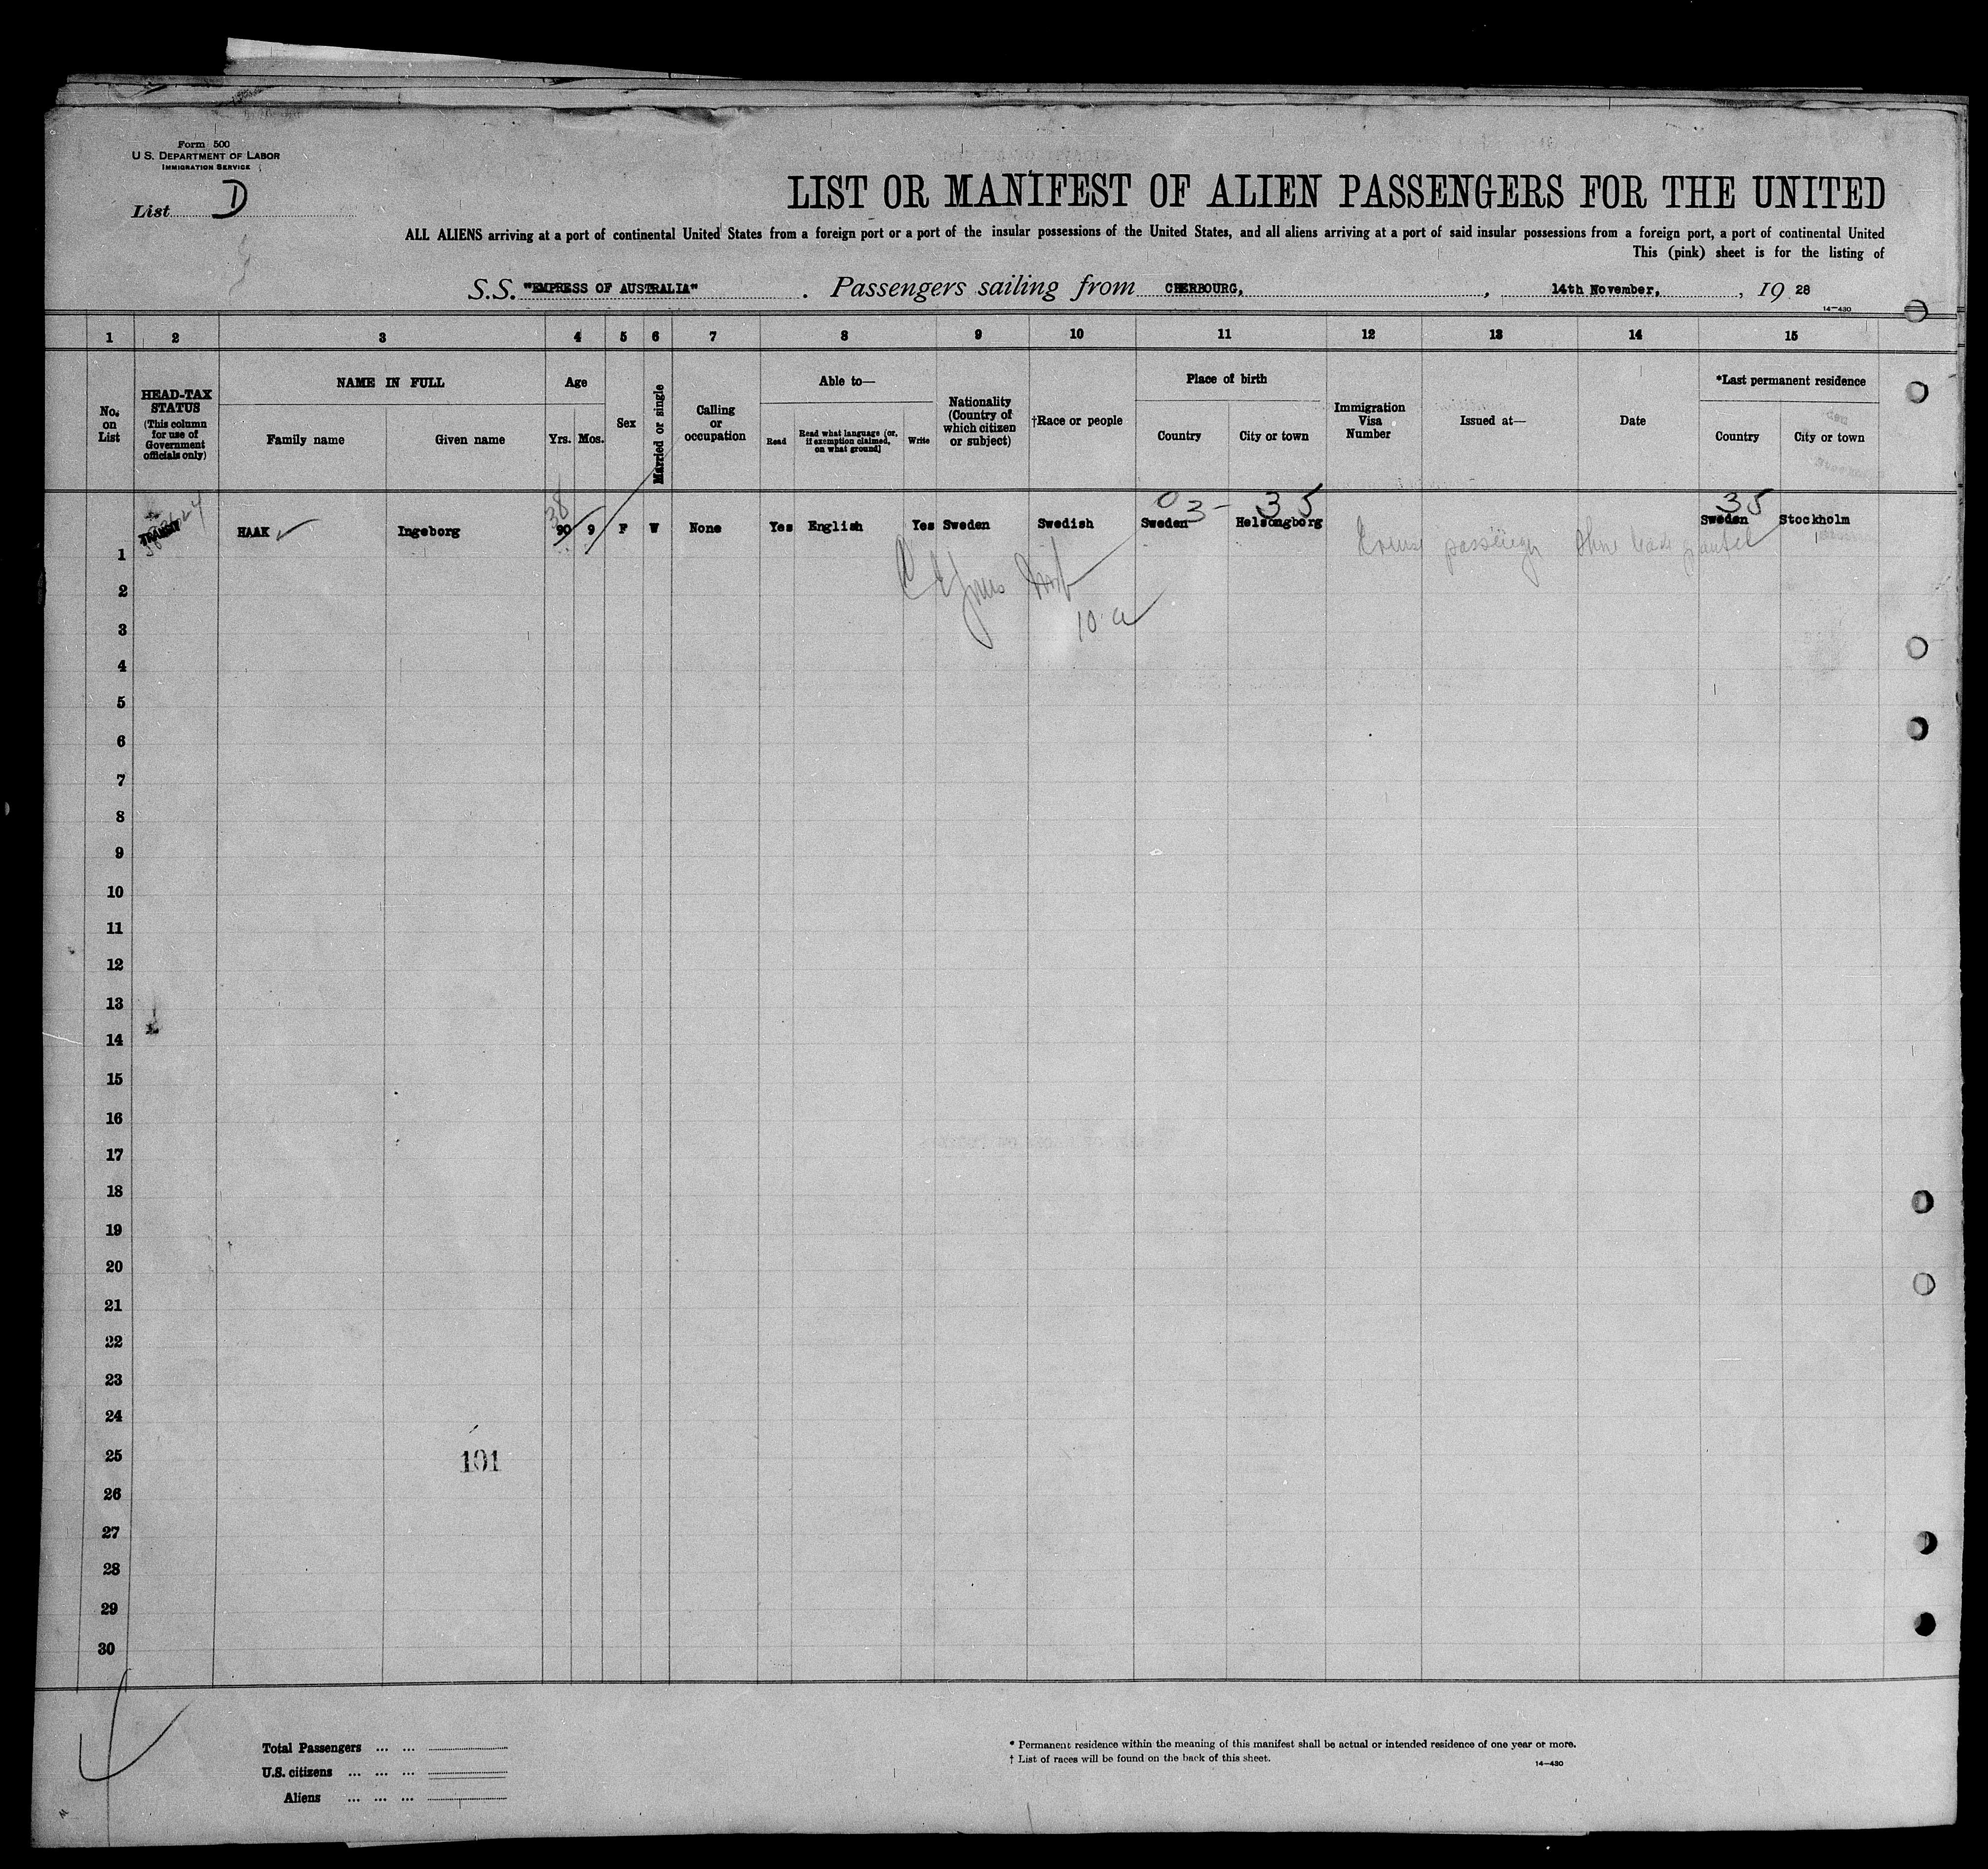 Form 500
U S. DEPARTMENT OF LABOR
IMMIGRATION SERVICE
List D
LIST OR MANIFEST OF ALIEN PASSENGERS FOR THE UNITED
ALL ALIENS arriving at a port of continental United States from a foreign port or a port of the insular possessions of the United States, and all aliens arriving at a port of said insular possessions from a foreign port, a port of continental United
This (pink) sheet is for the listing of
S.S. "EMPRESS OF AUSTRALIA" . Passengers sailing from CHERBOURG, , 14th November, , 19 28
14—430
1 2 3 4 5 6 7 8 9 10 11 12 13 14 15
No. on List
HEAD-TAX STATUS
(This column for use of Government officials only)
NAME IN FULL
Family name Given name
Age
Yrs. Mos.
Sex
Married or single
Calling or occupation
Able to—
Read
Read what language (or, if exemption claimed, on what ground)
Write
Nationality (Country of which citizen or subject)
†Race or people
Place of birth
Country City or town
Immigration Visa Number
Issued at—
Date
*Last permanent residence
Country City or town
38 03 - 35 35
1 TRANSIT HAAK Ingeborg 90 9 F W None Yes English Yes Sweden Swedish Sweden Helsongborg Sweden Stockholm
passenger
10 a
2
3
4
5
6
7
8
9
10
11
12
13
14
15
16
17
18
19
20
21
22
23
24
25
101
26
27
28
29
30
Total Passengers ... ...
U.S. citizens ... ... ...
Aliens ... ... ...
* Permanent residence within the meaning of this manifest shall be actual or intended residence of one year or more.
† List of races will be found on the back of this sheet.
14—430